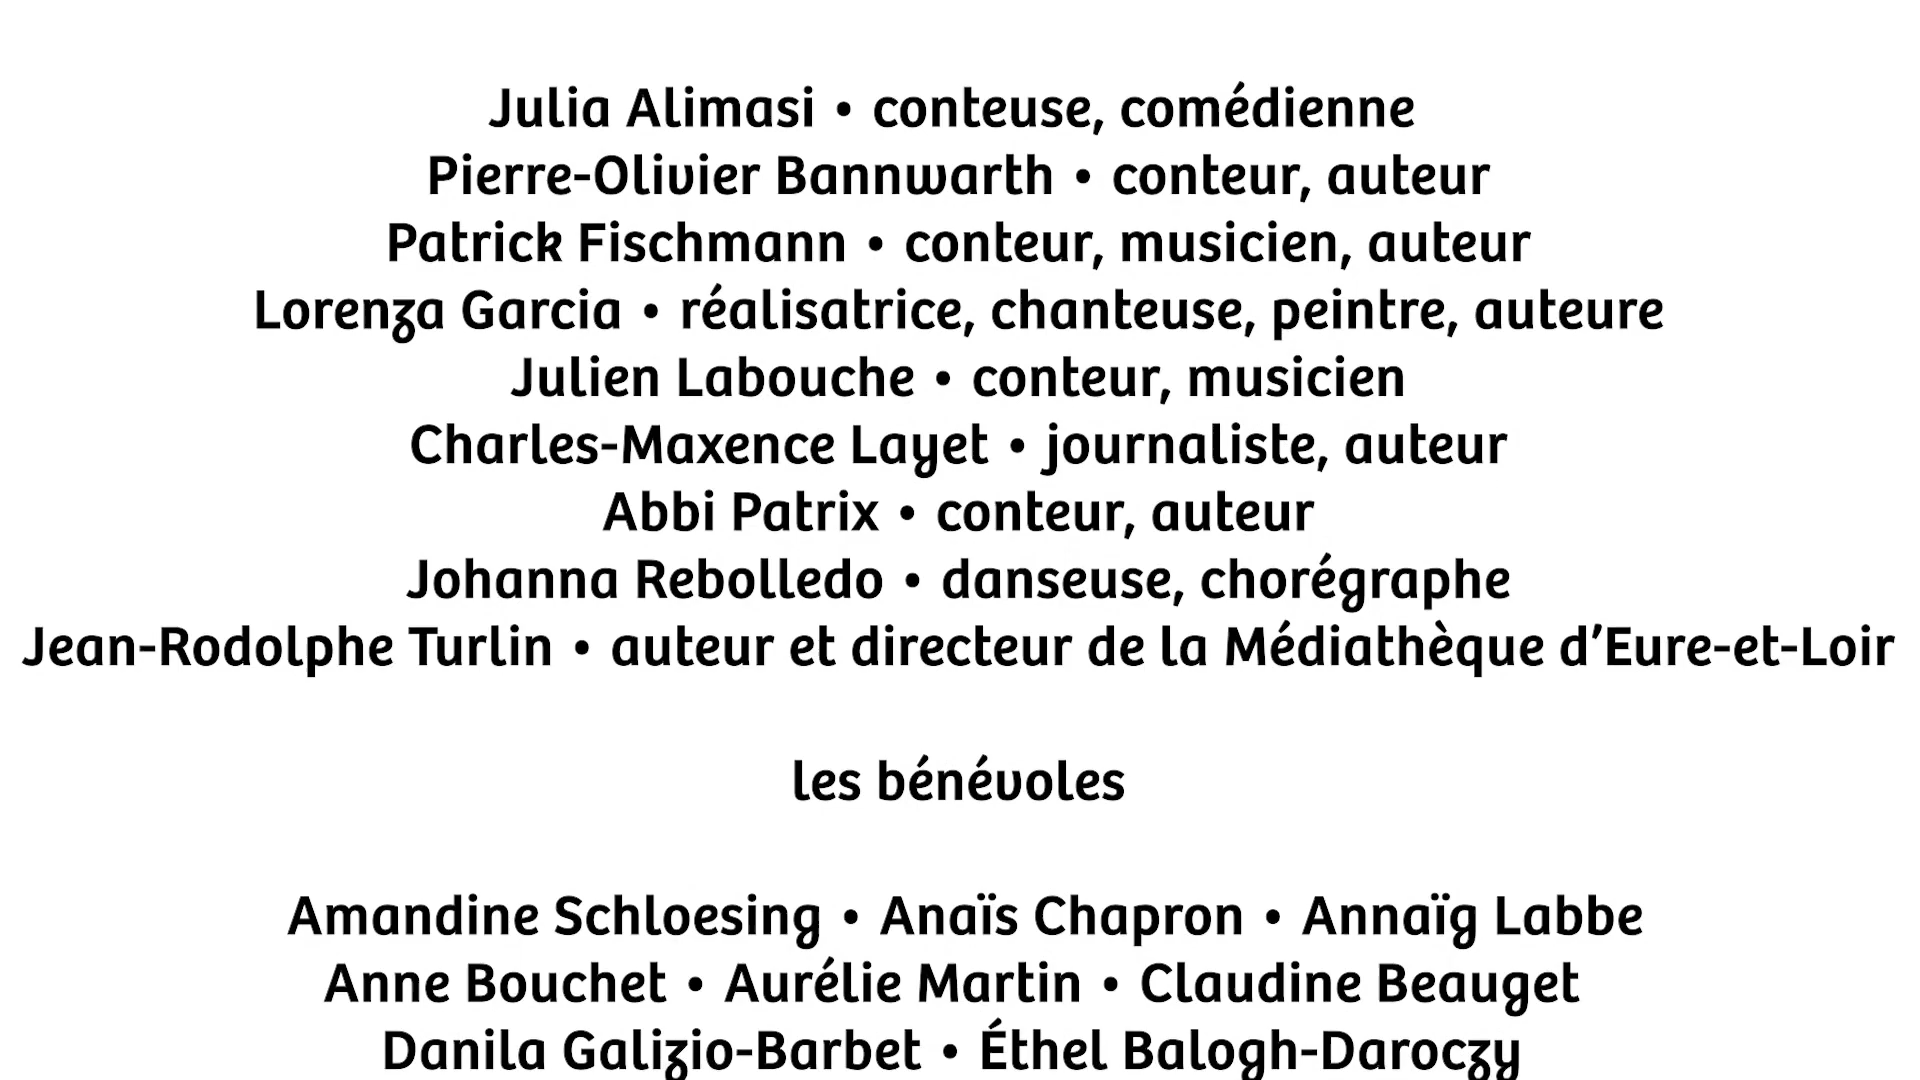 Julia Alimasi • conteuse, comédienne
Pierre-Olivier Bannwarth • conteur, auteur
Patrick Fischmann • conteur, musicien, auteur
Lorenza Garcia • réalisatrice, chanteuse, peintre, auteure
Julien Labouche • conteur, musicien
Charles-Maxence Layet • journaliste, auteur
Abbi Patrix • conteur, auteur
Johanna Rebolledo • danseuse, chorégraphe
Jean-Rodolphe Turlin • auteur et directeur de la Médiathèque d’Eure-et-Loir
les bénévoles
Amandine Schloesing • Anaïs Chapron • Annaïg Labbe
Anne Bouchet • Aurélie Martin • Claudine Beauget
Danila Galizio-Barbet • Éthel Balogh-Daroczy